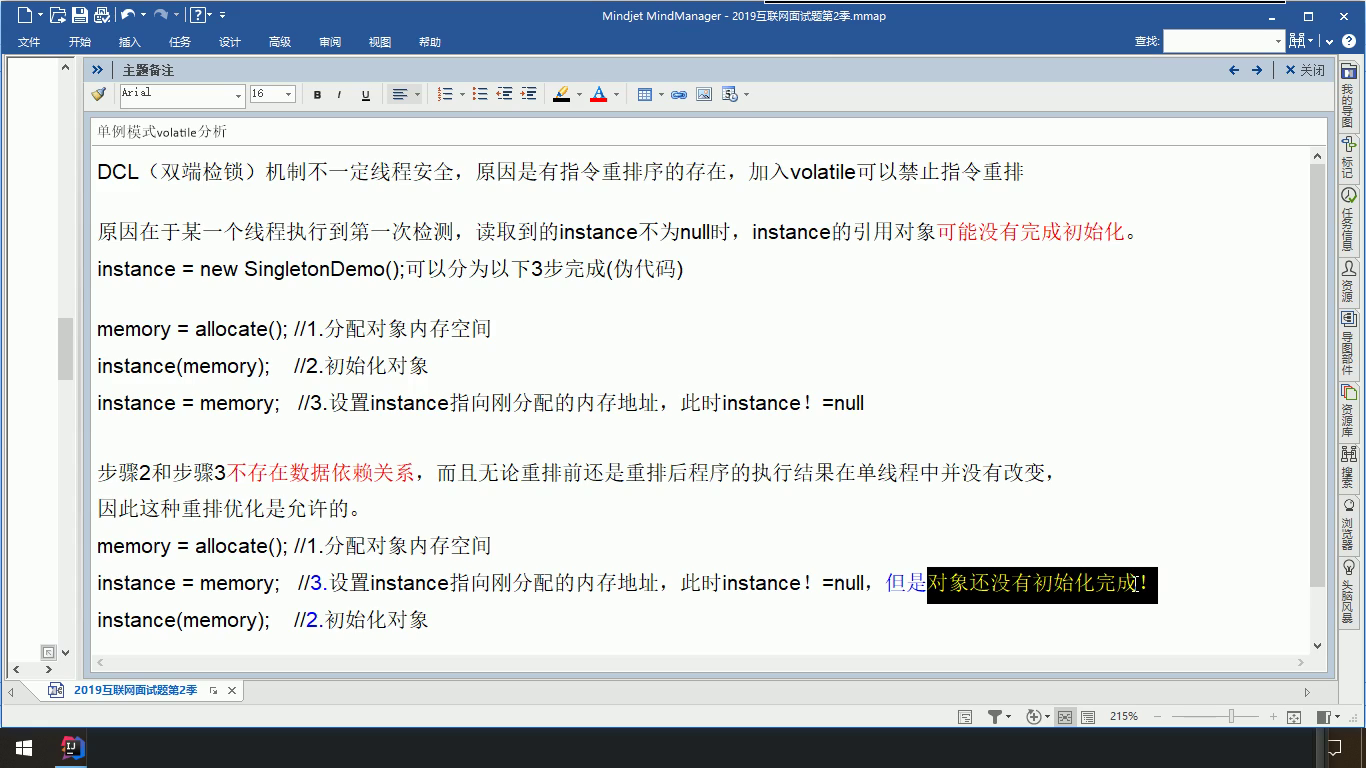 Mindjet MindManager - 2019互联网面试题第2季.mmap
文件 开始 插入 任务 设计 高级 审阅 视图 帮助 查找:
主题备注 关闭
Arial 16 B I U A
单例模式volatile分析
DCL（双端检锁）机制不一定线程安全，原因是有指令重排序的存在，加入volatile可以禁止指令重排
原因在于某一个线程执行到第一次检测，读取到的instance不为null时，instance的引用对象可能没有完成初始化。
instance = new SingletonDemo();可以分为以下3步完成(伪代码)
memory = allocate(); //1.分配对象内存空间
instance(memory); //2.初始化对象
instance = memory; //3.设置instance指向刚分配的内存地址，此时instance！=null
步骤2和步骤3不存在数据依赖关系，而且无论重排前还是重排后程序的执行结果在单线程中并没有改变，
因此这种重排优化是允许的。
memory = allocate(); //1.分配对象内存空间
instance = memory; //3.设置instance指向刚分配的内存地址，此时instance！=null，但是对象还没有初始化完成！
instance(memory); //2.初始化对象
我的导图
标记
任务信息
资源
导图部件
资源库
搜索
浏览器
头脑风暴
2019互联网面试题第2季
215%